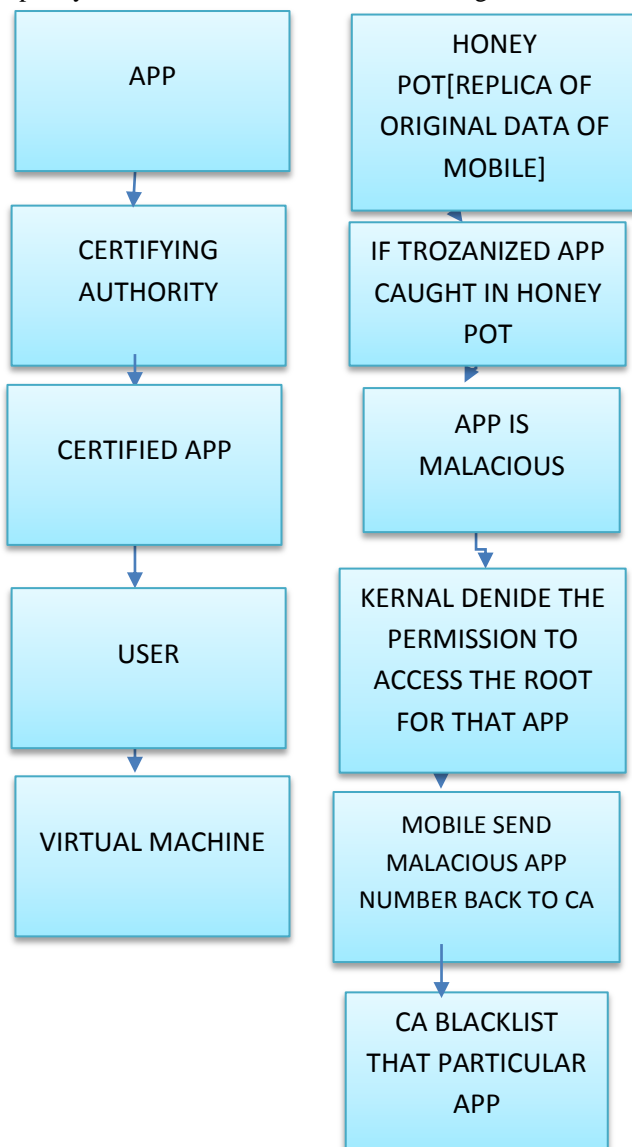 APP
CERTIFYING
AUTHORITY
CERTIFIED APP
USER
VIRTUAL MACHINE
HONEY
POT[REPLICA OF
ORIGINAL DATA OF
MOBILE]
IF TROZANIZED APP
CAUGHT IN HONEY
POT
APP IS
MALACIOUS
KERNAL DENIDE THE
PERMISSION TO
ACCESS THE ROOT
FOR THAT APP
MOBILE SEND
MALACIOUS APP
NUMBER BACK TO CA
CA BLACKLIST
THAT PARTICULAR
APP